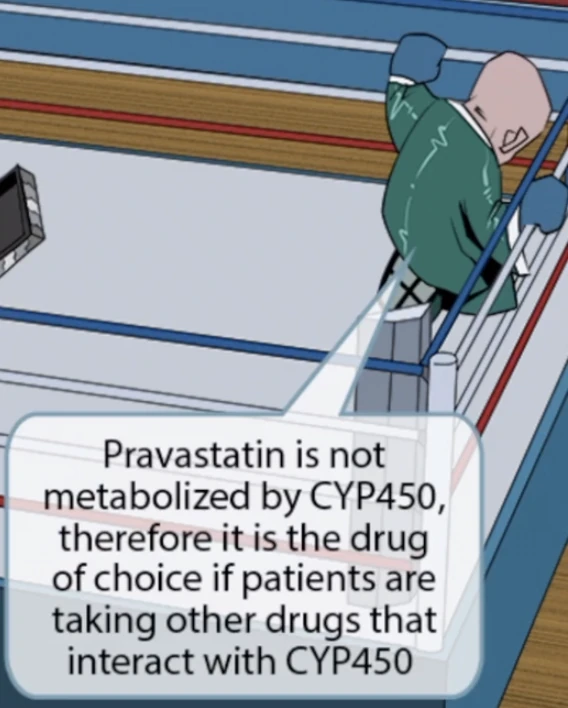 Pravastatin is not
metabolized by CYP450,
therefore it is the drug
of choice if patients are
taking other drugs that
interact with CYP450